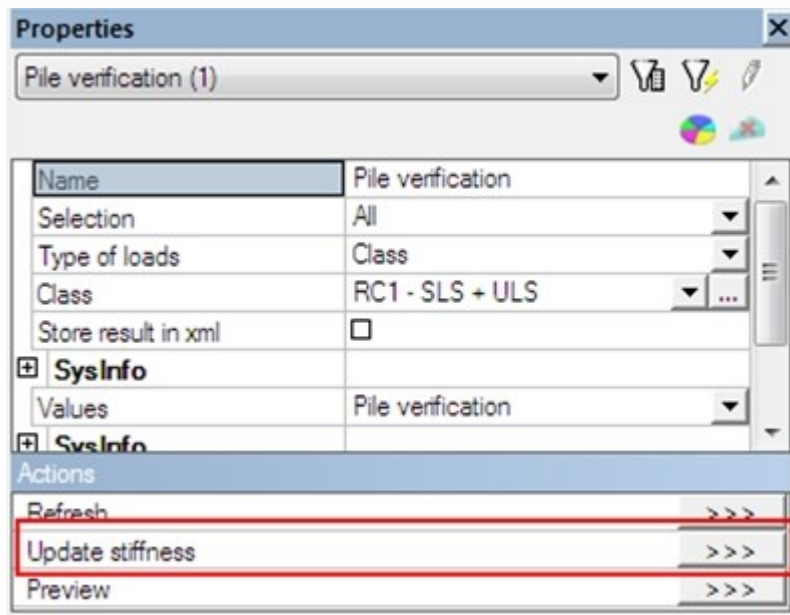 Properties
Pile verification (1)
Name Pile verification
Selection All
Type of loads Class
Class RC1 - SLS + ULS ...
Store result in xml
SysInfo
Values Pile verification
SysInfo
Actions
Refresh >>>
Update stiffness >>>
Preview >>>